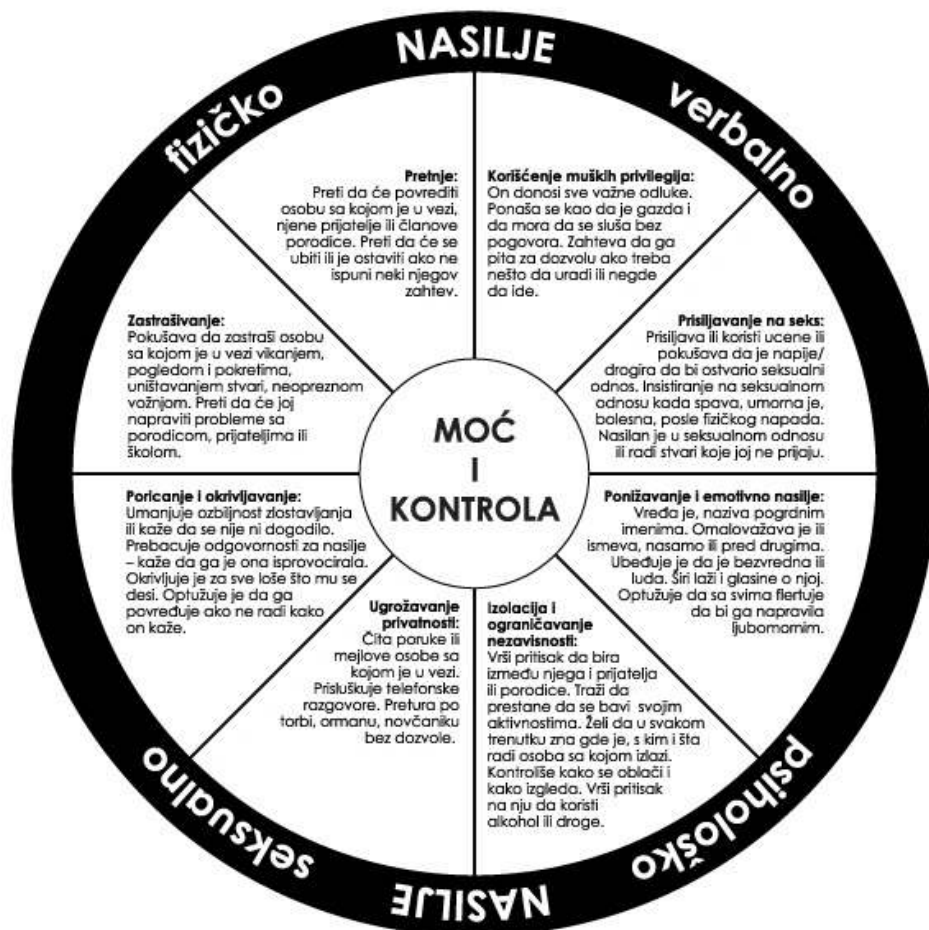 NASILJE
fizičko
verbalno
Pretnje:
Preti da će povrediti
osobu sa kojom je u vezi,
njene prijatelje ili članove
porodice. Preti da će se
ubiti ili je ostaviti ako ne
ispuni neki njegov
zahtev.
Korišćenje muških privilegija:
On donosi sve važne odluke.
Ponaša se kao da je gazda i
da mora da se sluša bez
pogovora. Zahteva da ga
pita za dozvolu ako treba
nešto da uradi ili negde
da ide.
Zastrašivanje:
Pokušava da zastraši osobu
sa kojom je u vezi vikanjem,
pogledom i pokretima,
uništavanjem stvari, neopreznom
vožnjom. Preti da će joj
napraviti probleme sa
porodicom, prijateljima ili
školom.
Prisiljavanje na seks:
Prisiljava ili koristi ucene ili
pokušava da je napije/
drogira da bi ostvario seksualni
odnos. Insistiranje na seksualnom
odnosu kada spava, umorna je,
bolesna, posle fizičkog napada.
Nasilan je u seksualnom odnosu
ili radi stvari koje joj ne prijaju.
MOĆ
I
KONTROLA
Poricanje i okrivljavanje:
Umanjuje ozbiljnost zlostavljanja
ili kaže da se nije ni dogodilo.
Prebacuje odgovornosti za nasilje
– kaže da ga je ona isprovocirala.
Okrivljuje je za sve loše što mu se
desi. Optužuje je da ga
povređuje ako ne radi kako
on kaže.
Ponižavanje i emotivno nasilje:
Vređa je, naziva pogrdnim
imenima. Omalovažava je ili
ismeva, nasamo ili pred drugima.
Ubeđuje je da je bezvredna ili
luda. Širi laži i glasine o njoj.
Optužuje da sa svima flertuje
da bi ga napravila
ljubomornim.
Ugrožavanje
privatnosti:
Čita poruke ili
mejlove osobe sa
kojom je u vezi.
Prisluškuje telefonske
razgovore. Pretura po
torbi, ormanu, novčaniku
bez dozvole.
Izolacija i
ograničavanje
nezavisnosti:
Vrši pritisak da bira
između njega i prijatelja
ili porodice. Traži da
prestane da se bavi svojim
aktivnostima. Želi da u svakom
trenutku zna gde je, s kim i šta
radi osoba sa kojom izlazi.
Kontroliše kako se oblači i
kako izgleda. Vrši pritisak
na nju da koristi
alkohol ili droge.
seksualno
psihološko
NASILJE